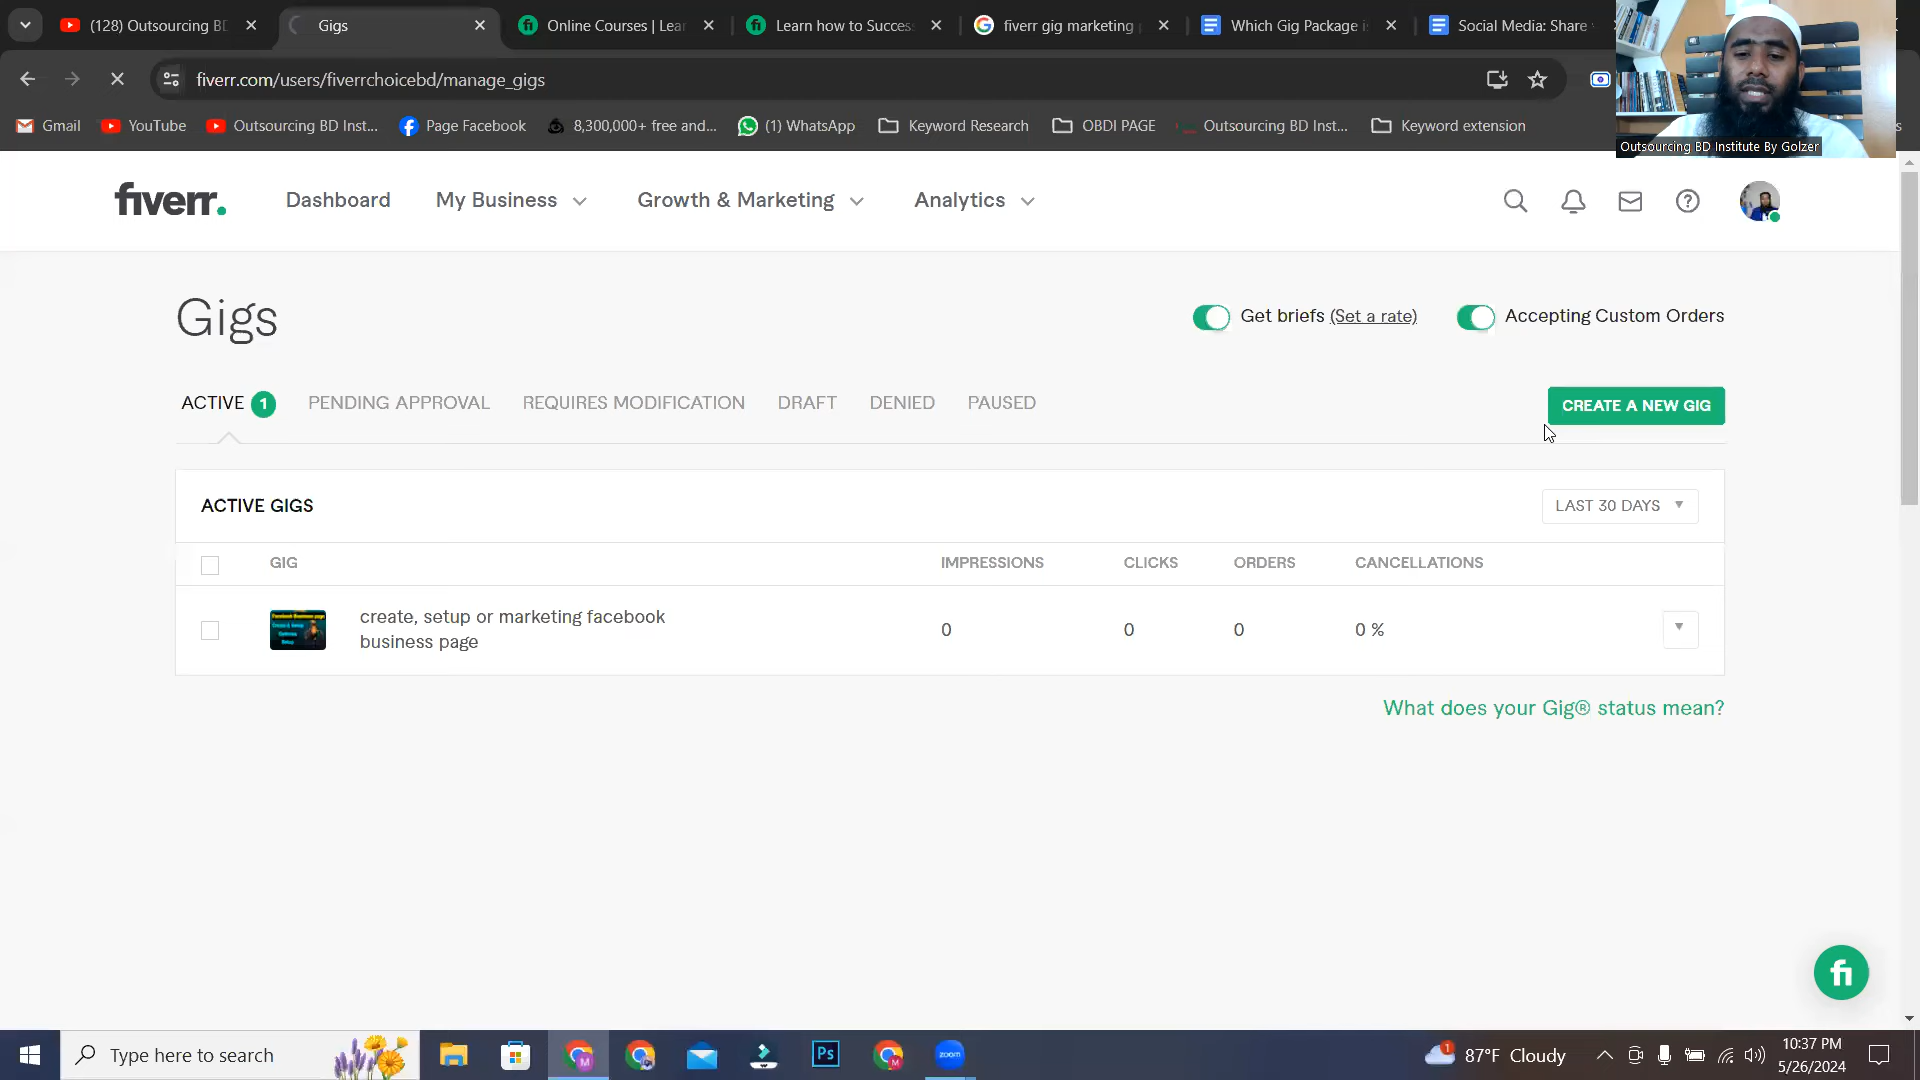 (128) Outsourcing BD
Gigs
Online Courses | Lear
Learn how to Success
fiverr gig marketing
Which Gig Package i
Social Media: Share
fiverr.com/users/fiverrchoicebd/manage_gigs
Gmail
YouTube
Outsourcing BD Inst...
Page Facebook
8,300,000+ free and...
(1) WhatsApp
Keyword Research
OBDI PAGE
Outsourcing BD Inst...
Keyword extension
Outsourcing BD Institute By Golzer
fiverr.
Dashboard
My Business
Growth & Marketing
Analytics
Gigs
Get briefs (Set a rate)
Accepting Custom Orders
ACTIVE 1
PENDING APPROVAL
REQUIRES MODIFICATION
DRAFT
DENIED
PAUSED
CREATE A NEW GIG
ACTIVE GIGS
LAST 30 DAYS
GIG
IMPRESSIONS
CLICKS
ORDERS
CANCELLATIONS
create, setup or marketing facebook
business page
0
0
0
0 %
What does your Gig® status mean?
fi
Type here to search
Ps
zoom
1
87°F Cloudy
10:37 PM
5/26/2024